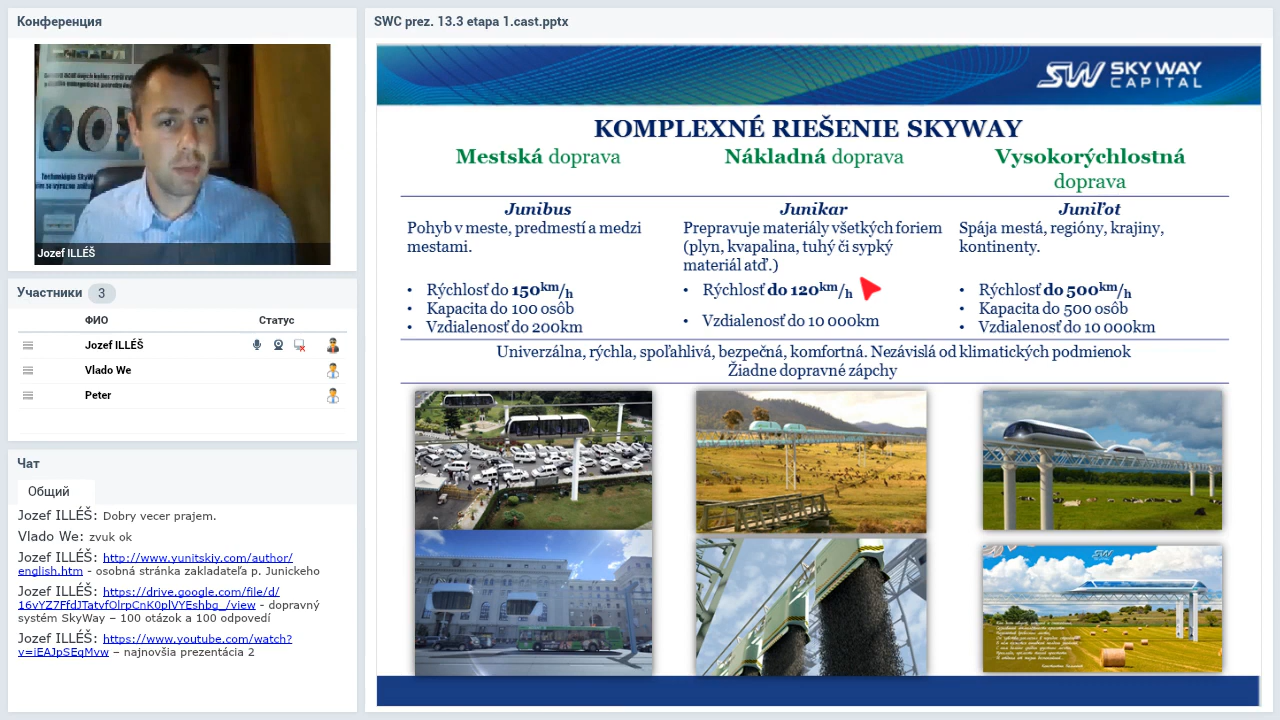 Конференция
Jozef ILLÉŠ
Участники 3
ФИО Статус
Jozef ILLÉŠ
Vlado We
Peter
Чат
Общий
Jozef ILLÉŠ: Dobry vecer prajem.
Vlado We: zvuk ok
Jozef ILLÉŠ: http://www.yunitskiy.com/author/
english.htm - osobná stránka zakladateľa p. Junickeho
Jozef ILLÉŠ: https://drive.google.com/file/d/
16vYZ7FfdJTatvfOlrpCnK0plVYEshbg_/view - dopravný
systém SkyWay – 100 otázok a 100 odpovedí
Jozef ILLÉŠ: https://www.youtube.com/watch?
v=iEAJpSEqMvw – najnovšia prezentácia 2
SWC prez. 13.3 etapa 1.cast.pptx
SW SKY WAY
CAPITAL
KOMPLEXNÉ RIEŠENIE SKYWAY
Mestská doprava
Junibus
Pohyb v meste, predmestí a medzi
mestami.
• Rýchlosť do 150km/h
• Kapacita do 100 osôb
• Vzdialenosť do 200km
Nákladná doprava
Junikar
Prepravuje materiály všetkých foriem
(plyn, kvapalina, tuhý či sypký
materiál atď.)
• Rýchlosť do 120km/h
• Vzdialenosť do 10 000km
Vysokorýchlostná
doprava
Juniľot
Spája mestá, regióny, krajiny,
kontinenty.
• Rýchlosť do 500km/h
• Kapacita do 500 osôb
• Vzdialenosť do 10 000km
Univerzálna, rýchla, spoľahlivá, bezpečná, komfortná. Nezávislá od klimatických podmienok
Žiadne dopravné zápchy